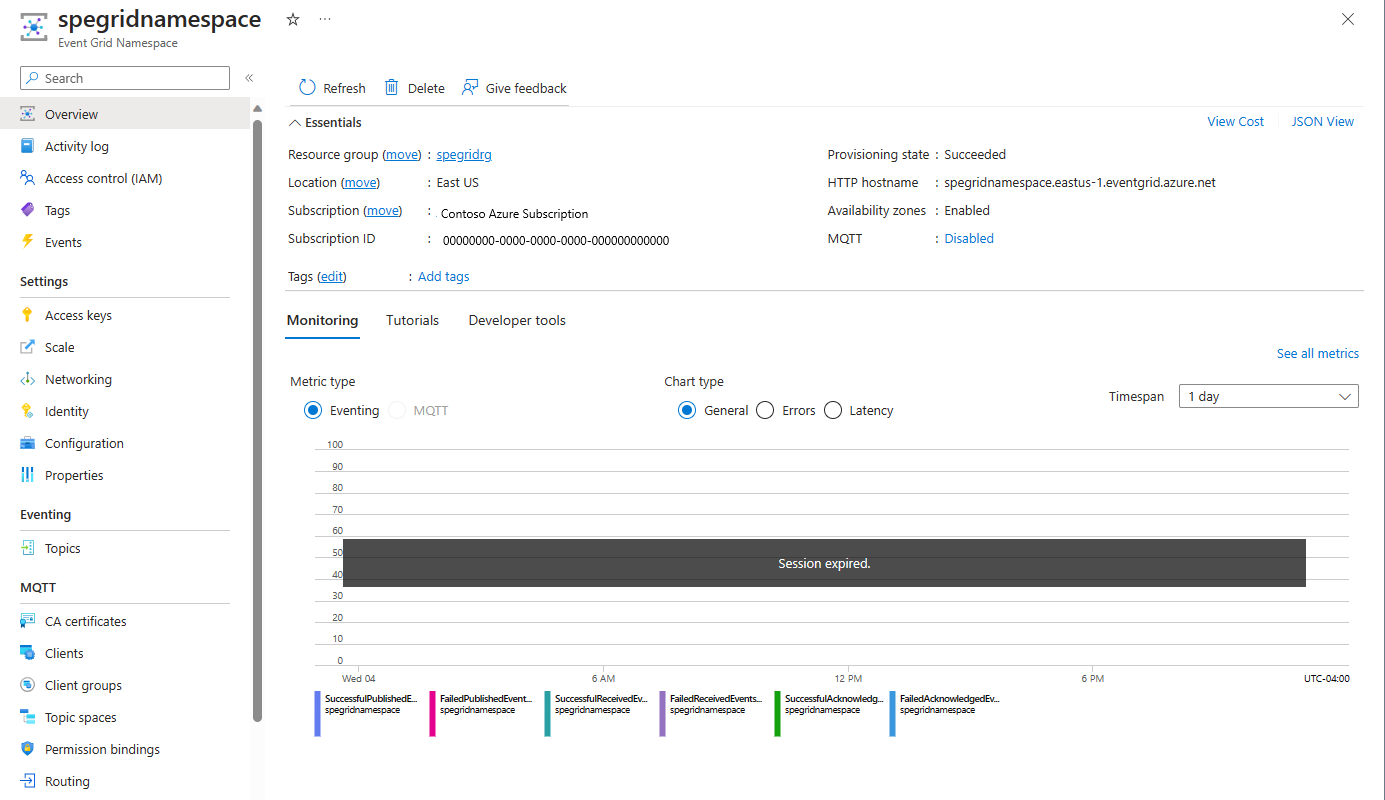 spegridnamespace
Event Grid Namespace
Search
Overview
Activity log
Access control (IAM)
Tags
Events
Settings
Access keys
Scale
Networking
Identity
Configuration
Properties
Eventing
Topics
MQTT
CA certificates
Clients
Client groups
Topic spaces
Permission bindings
Routing
Refresh Delete Give feedback
Essentials
View Cost JSON View
Resource group (move) : spegridrg
Location (move) : East US
Subscription (move) : Contoso Azure Subscription
Subscription ID : 00000000-0000-0000-0000-000000000000
Provisioning state : Succeeded
HTTP hostname : spegridnamespace.eastus-1.eventgrid.azure.net
Availability zones : Enabled
MQTT : Disabled
Tags (edit) : Add tags
Monitoring Tutorials Developer tools
See all metrics
Metric type
Eventing MQTT
Chart type
General Errors Latency
Timespan 1 day
100
90
80
70
60
50
40
30
20
10
0
Session expired.
Wed 04 6 AM 12 PM 6 PM UTC-04:00
SuccessfulPublishedE...
spegridnamespace
FailedPublishedEvent...
spegridnamespace
SuccessfulReceivedEv...
spegridnamespace
FailedReceivedEvents...
spegridnamespace
SuccessfulAcknowledg...
spegridnamespace
FailedAcknowledgedEv...
spegridnamespace